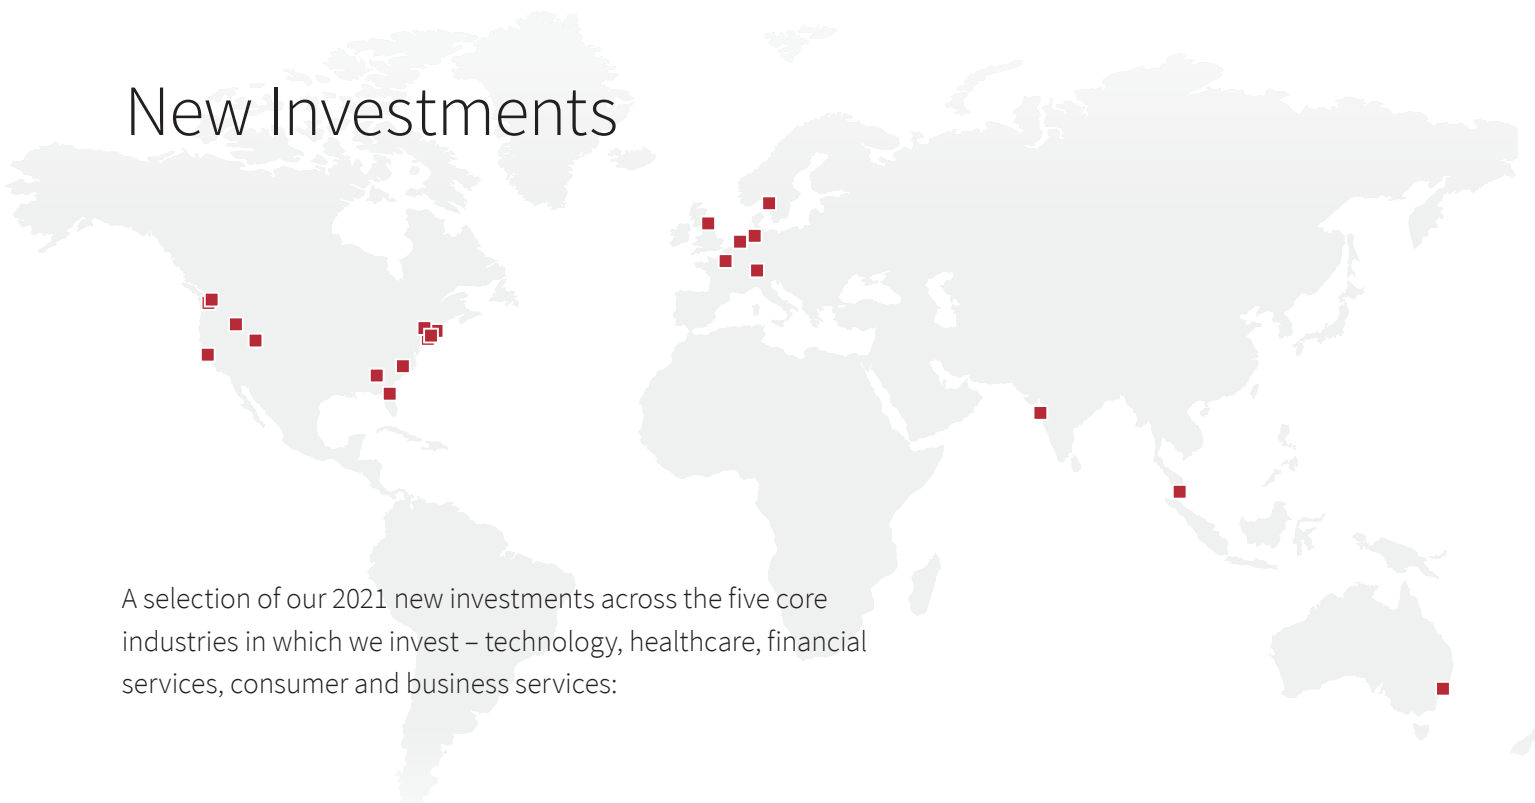 New Investments
A selection of our 2021 new investments across the five core
industries in which we invest – technology, healthcare, financial
services, consumer and business services: